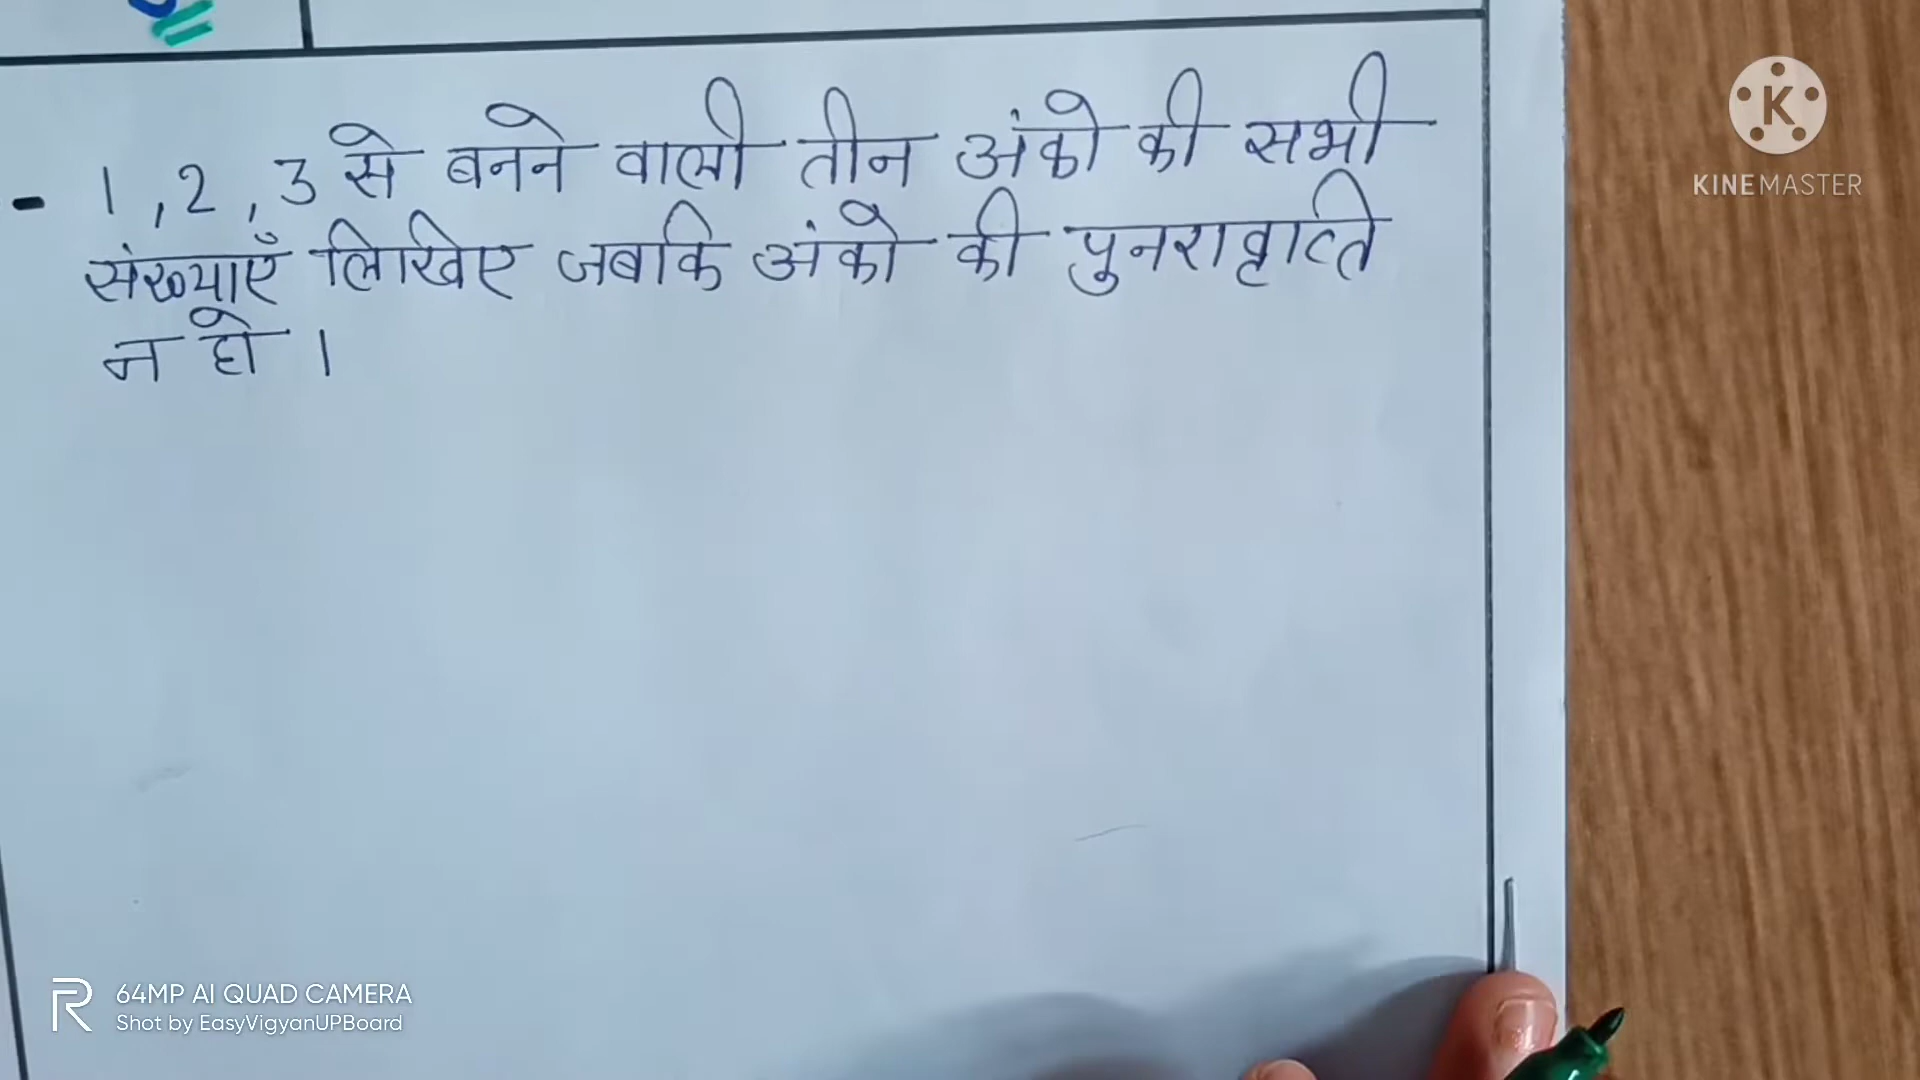 - 1, 2, 3 से बनने वाली तीन अंको की सभी
संख्याएँ लिखिए जबकि अंको की पुनरावृत्ति
न हो ।
K
KINEMASTER
64MP AI QUAD CAMERA
Shot by EasyVigyanUPBoard